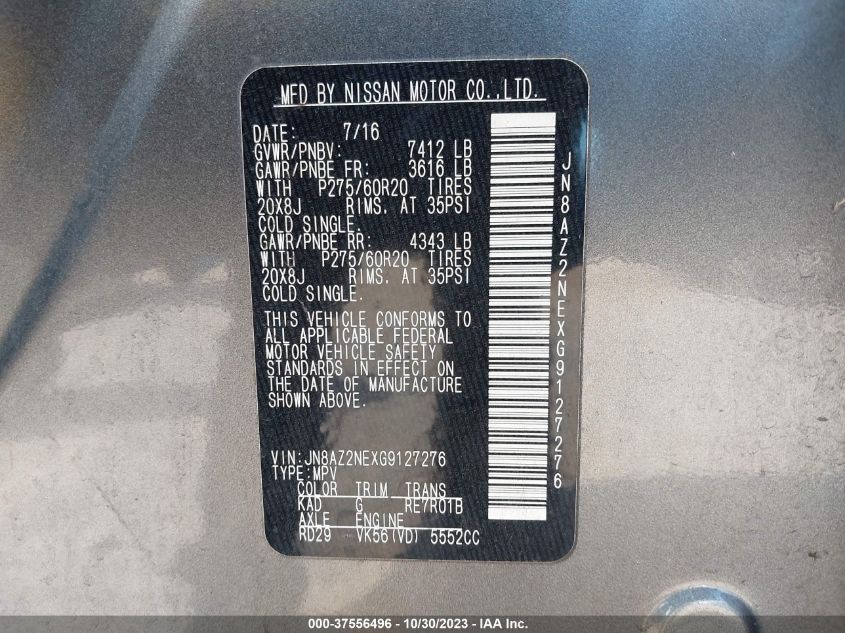 MFD BY NISSAN MOTOR CO.,LTD.
DATE: 7/16
GVWR/PNBV: 7412 LB
GAWR/PNBE FR: 3616 LB
WITH P275/60R20 TIRES
20X8J RIMS. AT 35PSI
COLD SINGLE.
GAWR/PNBE RR: 4343 LB
WITH P275/60R20 TIRES
20X8J RIMS. AT 35PSI
COLD SINGLE.
THIS VEHICLE CONFORMS TO
ALL APPLICABLE FEDERAL
MOTOR VEHICLE SAFETY
STANDARDS IN EFFECT ON
THE DATE OF MANUFACTURE
SHOWN ABOVE.
VIN:JN8AZ2NEXG9127276
TYPE:MPV
COLOR TRIM TRANS
KAD G RE7R01B
AXLE ENGINE
RD29 VK56(VD) 5552CC
JN8AZ2NEXG9127276
000-37556496 - 10/30/2023 - IAA Inc.